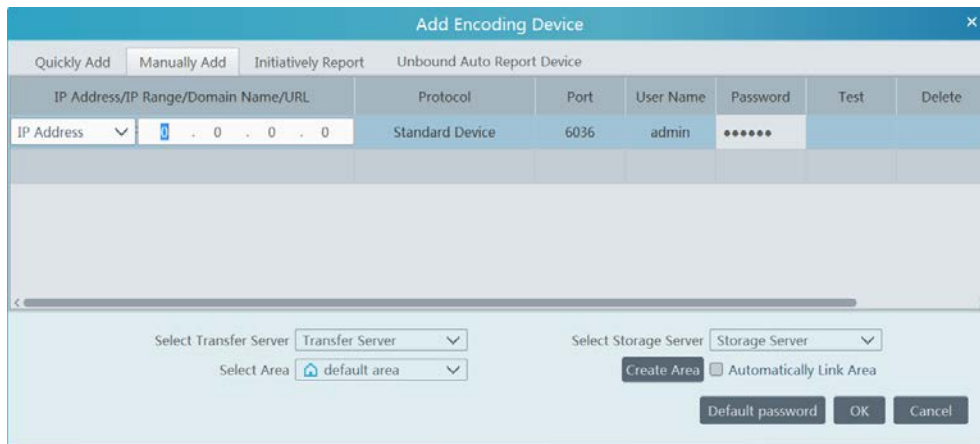 Add Encoding Device
Quickly Add Manually Add Initiatively Report Unbound Auto Report Device
IP Address/IP Range/Domain Name/URL Protocol Port User Name Password Test Delete
IP Address 0 . 0 . 0 . 0 Standard Device 6036 admin ●●●●●●
Select Transfer Server Transfer Server Select Storage Server Storage Server
Select Area default area Create Area Automatically Link Area
Default password OK Cancel